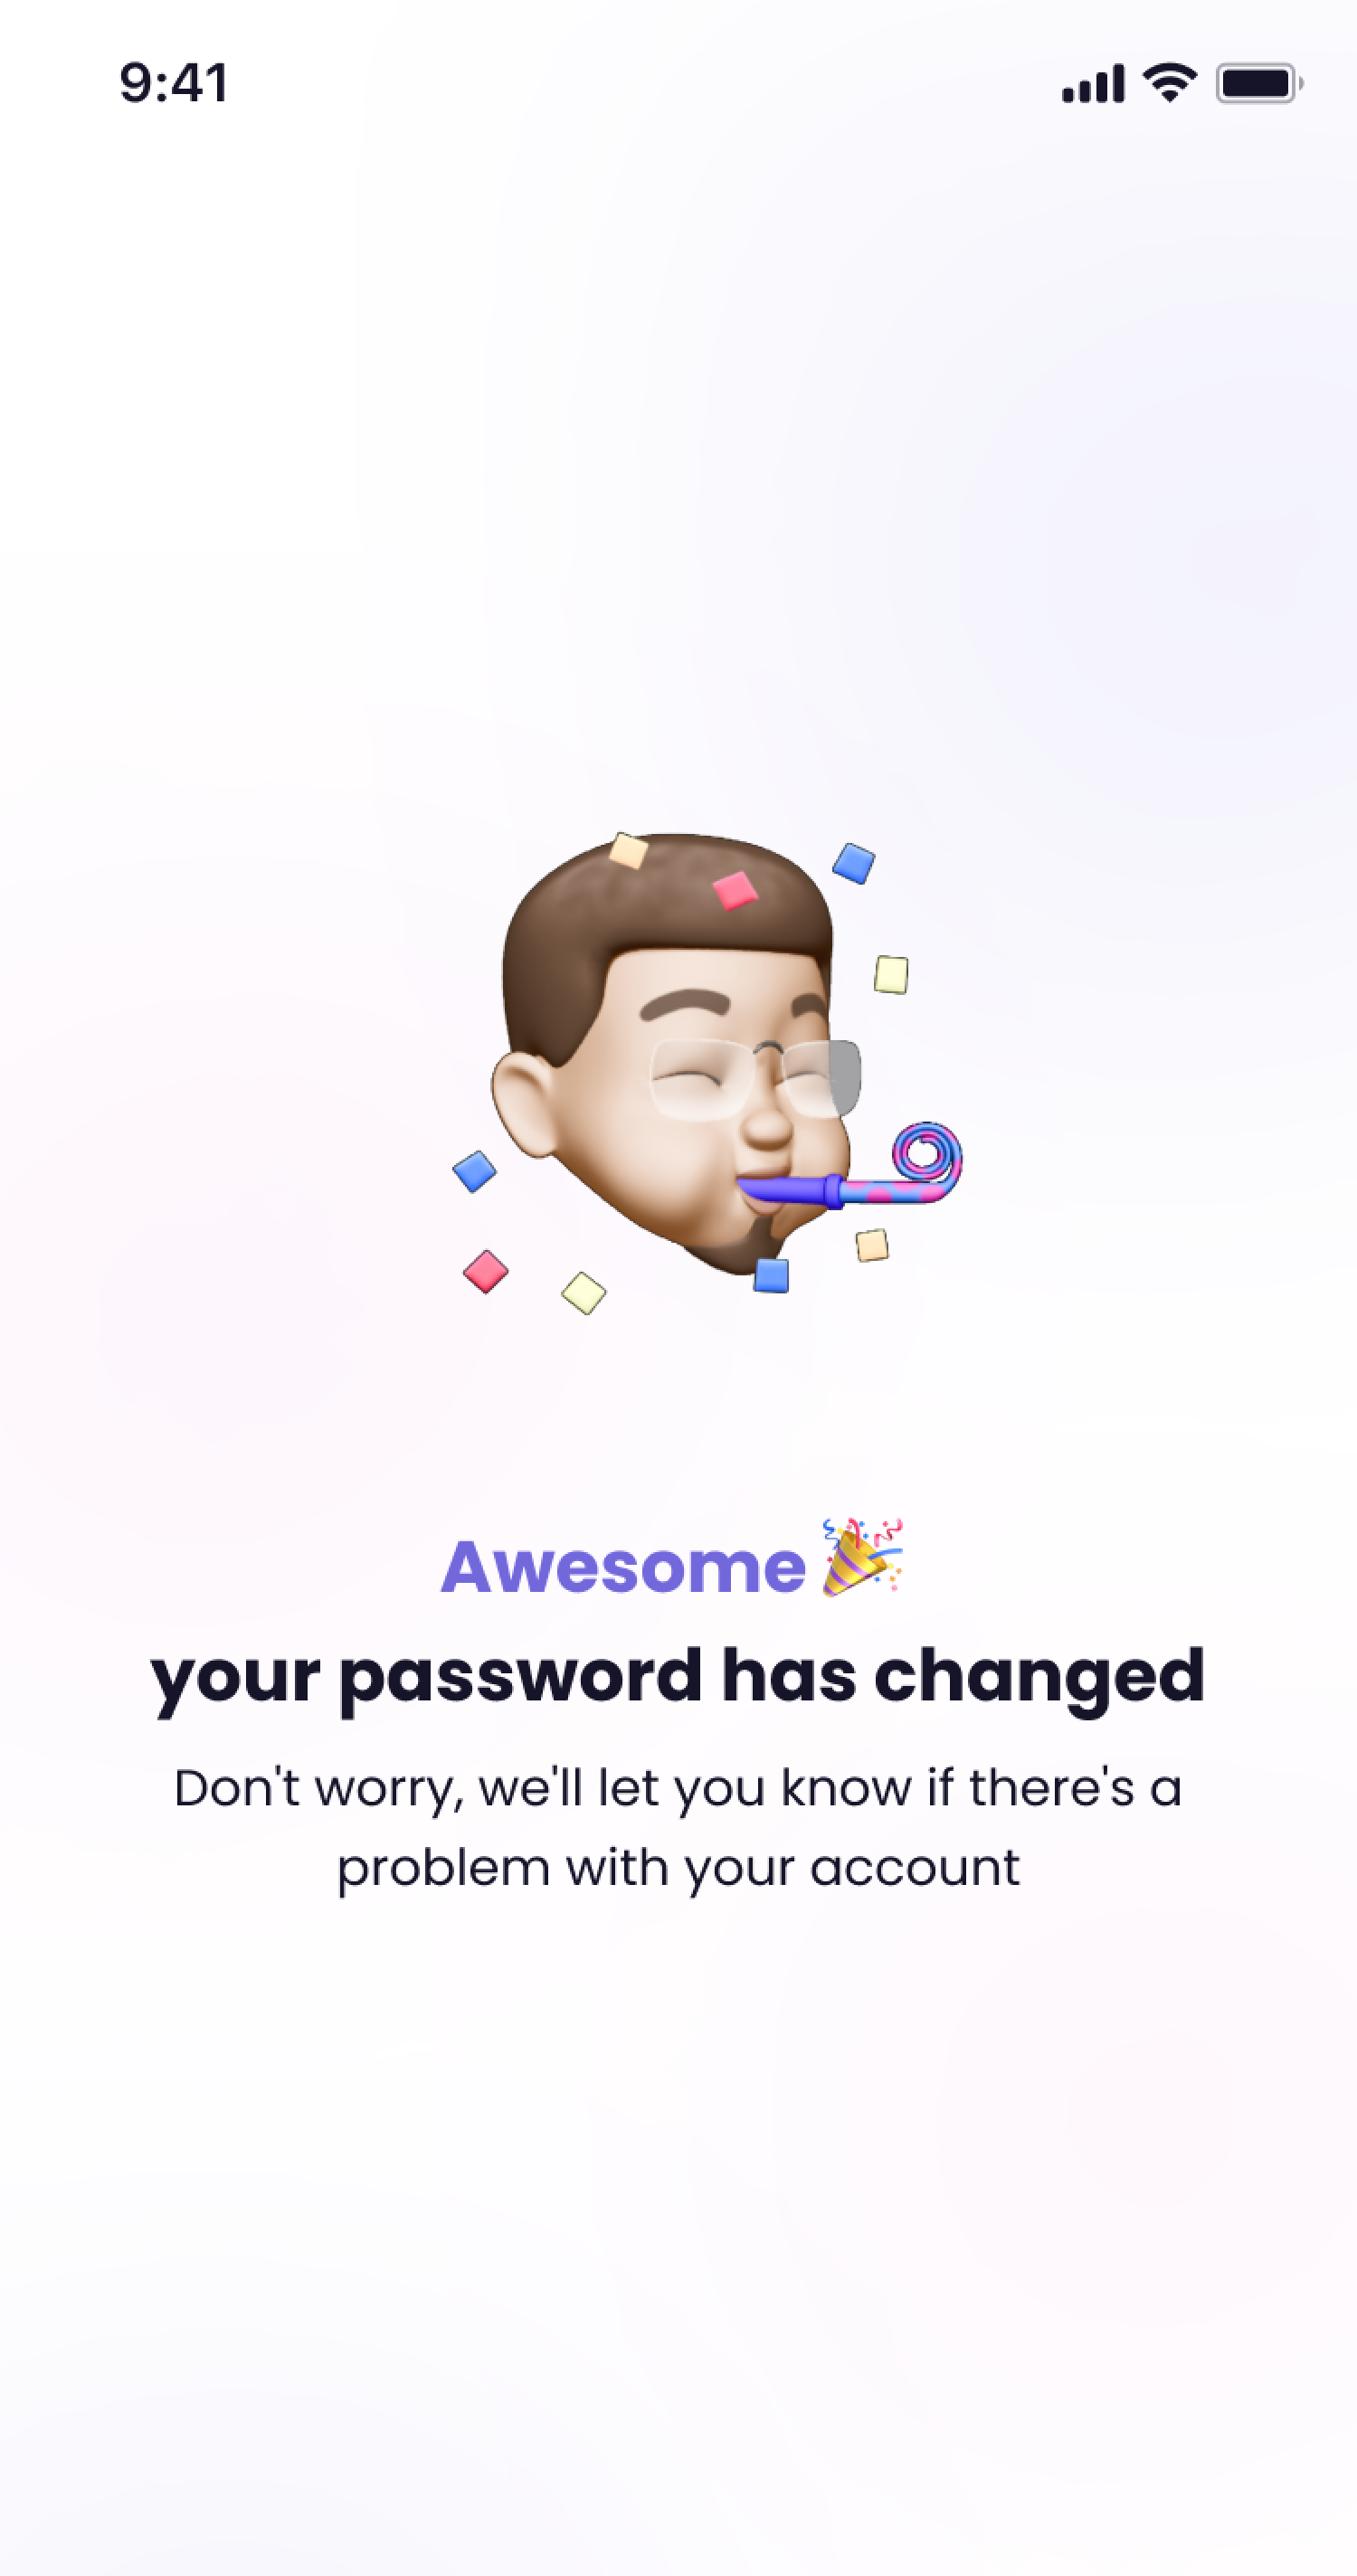 9:41
Awesome 🎉
your password has changed
Don't worry, we'll let you know if there's a
problem with your account